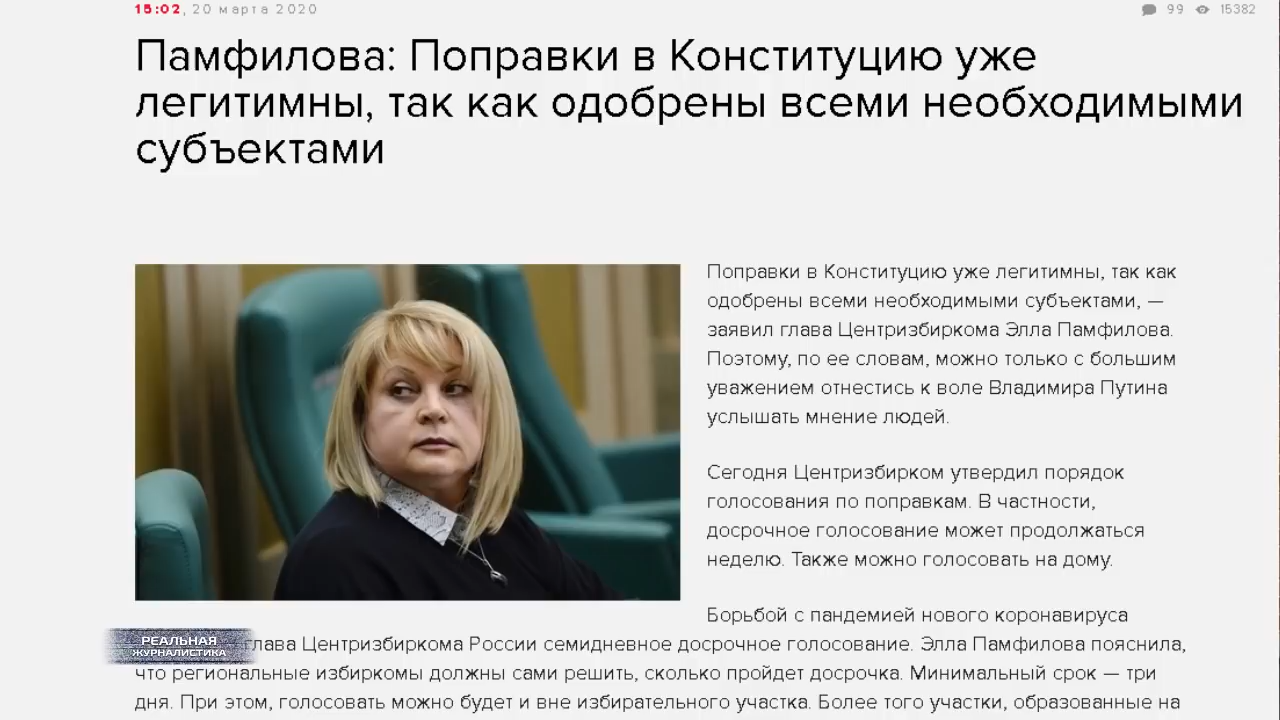 15:02, 20 марта 2020
99 15382
Памфилова: Поправки в Конституцию уже
легитимны, так как одобрены всеми необходимыми
субъектами
Поправки в Конституцию уже легитимны, так как
одобрены всеми необходимыми субъектами, —
заявил глава Центризбиркома Элла Памфилова.
Поэтому, по ее словам, можно только с большим
уважением отнестись к воле Владимира Путина
услышать мнение людей.
Сегодня Центризбирком утвердил порядок
голосования по поправкам. В частности,
досрочное голосование может продолжаться
неделю. Также можно голосовать на дому.
Борьбой с пандемией нового коронавируса
глава Центризбиркома России семидневное досрочное голосование. Элла Памфилова пояснила,
что региональные избиркомы должны сами решить, сколько пройдет досрочка. Минимальный срок — три
дня. При этом, голосовать можно будет и вне избирательного участка. Более того участки, образованные на
РЕАЛЬНАЯ
ЖУРНАЛИСТИКА